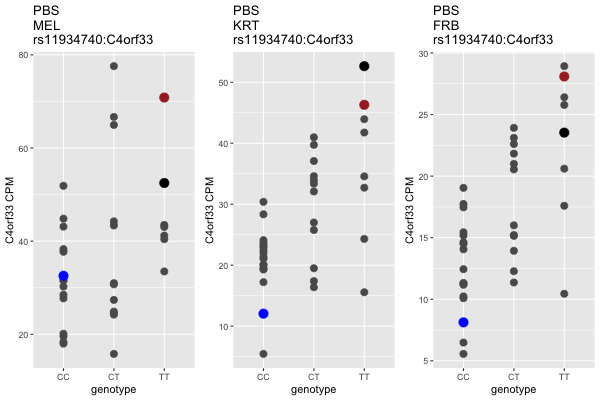 PBS
MEL
rs11934740:C4orf33
80
60
40
20
C4orf33 CPM
CC CT TT
genotype
PBS
KRT
rs11934740:C4orf33
50
40
30
20
10
C4orf33 CPM
CC CT TT
genotype
PBS
FRB
rs11934740:C4orf33
30
25
20
15
10
5
C4orf33 CPM
CC CT TT
genotype